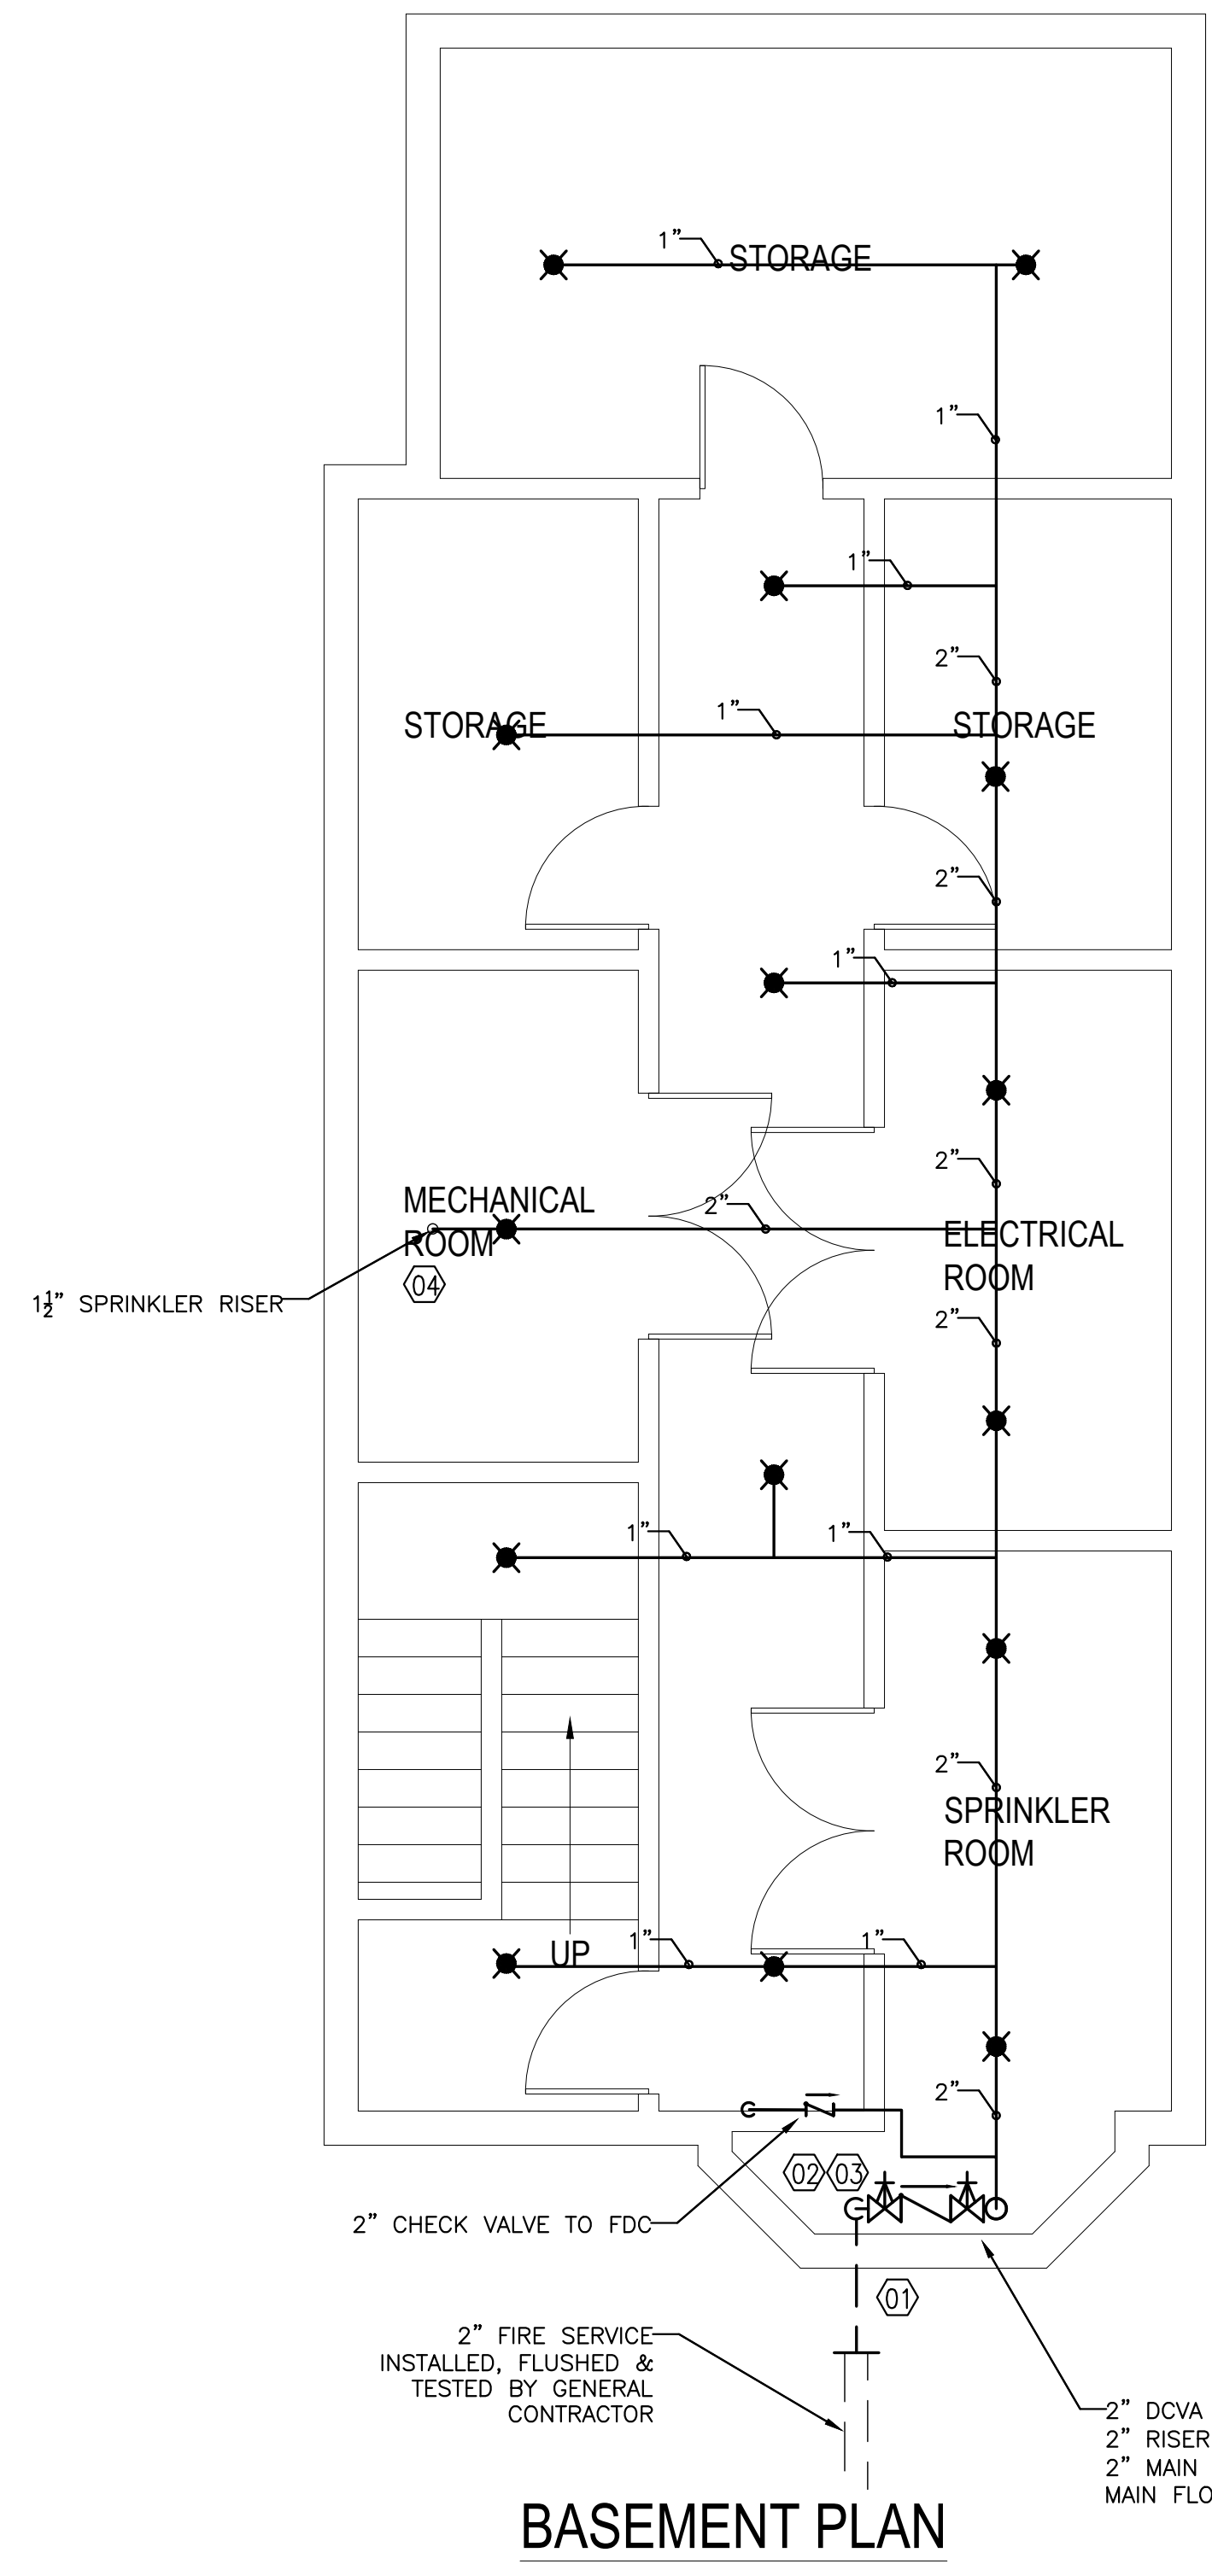 1"
STORAGE
1"
1"
2"
1"
STORAGE
STORAGE
2"
1"
2"
MECHANICAL
ROOM
2"
ELECTRICAL
ROOM
04
1½" SPRINKLER RISER
2"
1"
1"
2"
SPRINKLER
ROOM
UP
1"
1"
2"
02
03
2" CHECK VALVE TO FDC
01
2" FIRE SERVICE
INSTALLED, FLUSHED &
TESTED BY GENERAL
CONTRACTOR
2" DCVA
2" RISER
2" MAIN
MAIN FLO
BASEMENT PLAN